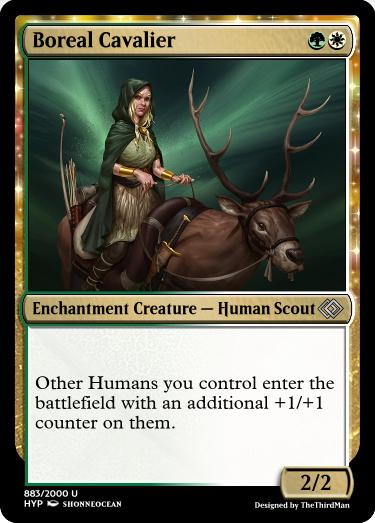 Boreal Cavalier
Enchantment Creature — Human Scout
Other Humans you control enter the
battlefield with an additional +1/+1
counter on them.
2/2
883/2000 U
HYP SHONNEOCEAN
Designed by TheThirdMan